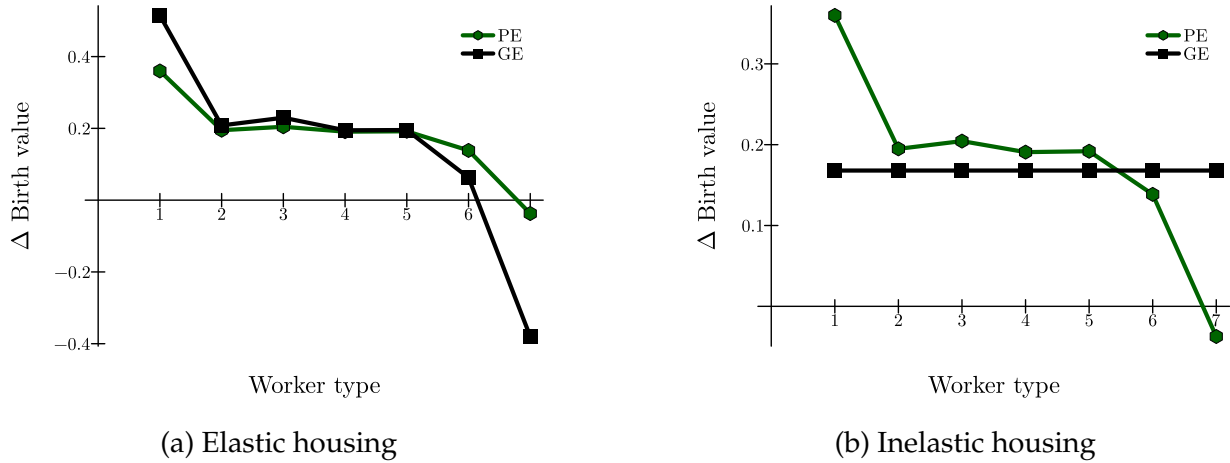 0.4
0.2
−0.2
−0.4
1 2 3 4 5 6
Δ Birth value
Worker type
PE
GE
(a) Elastic housing
0.3
0.2
0.1
1 2 3 4 5 6 7
Δ Birth value
Worker type
PE
GE
(b) Inelastic housing